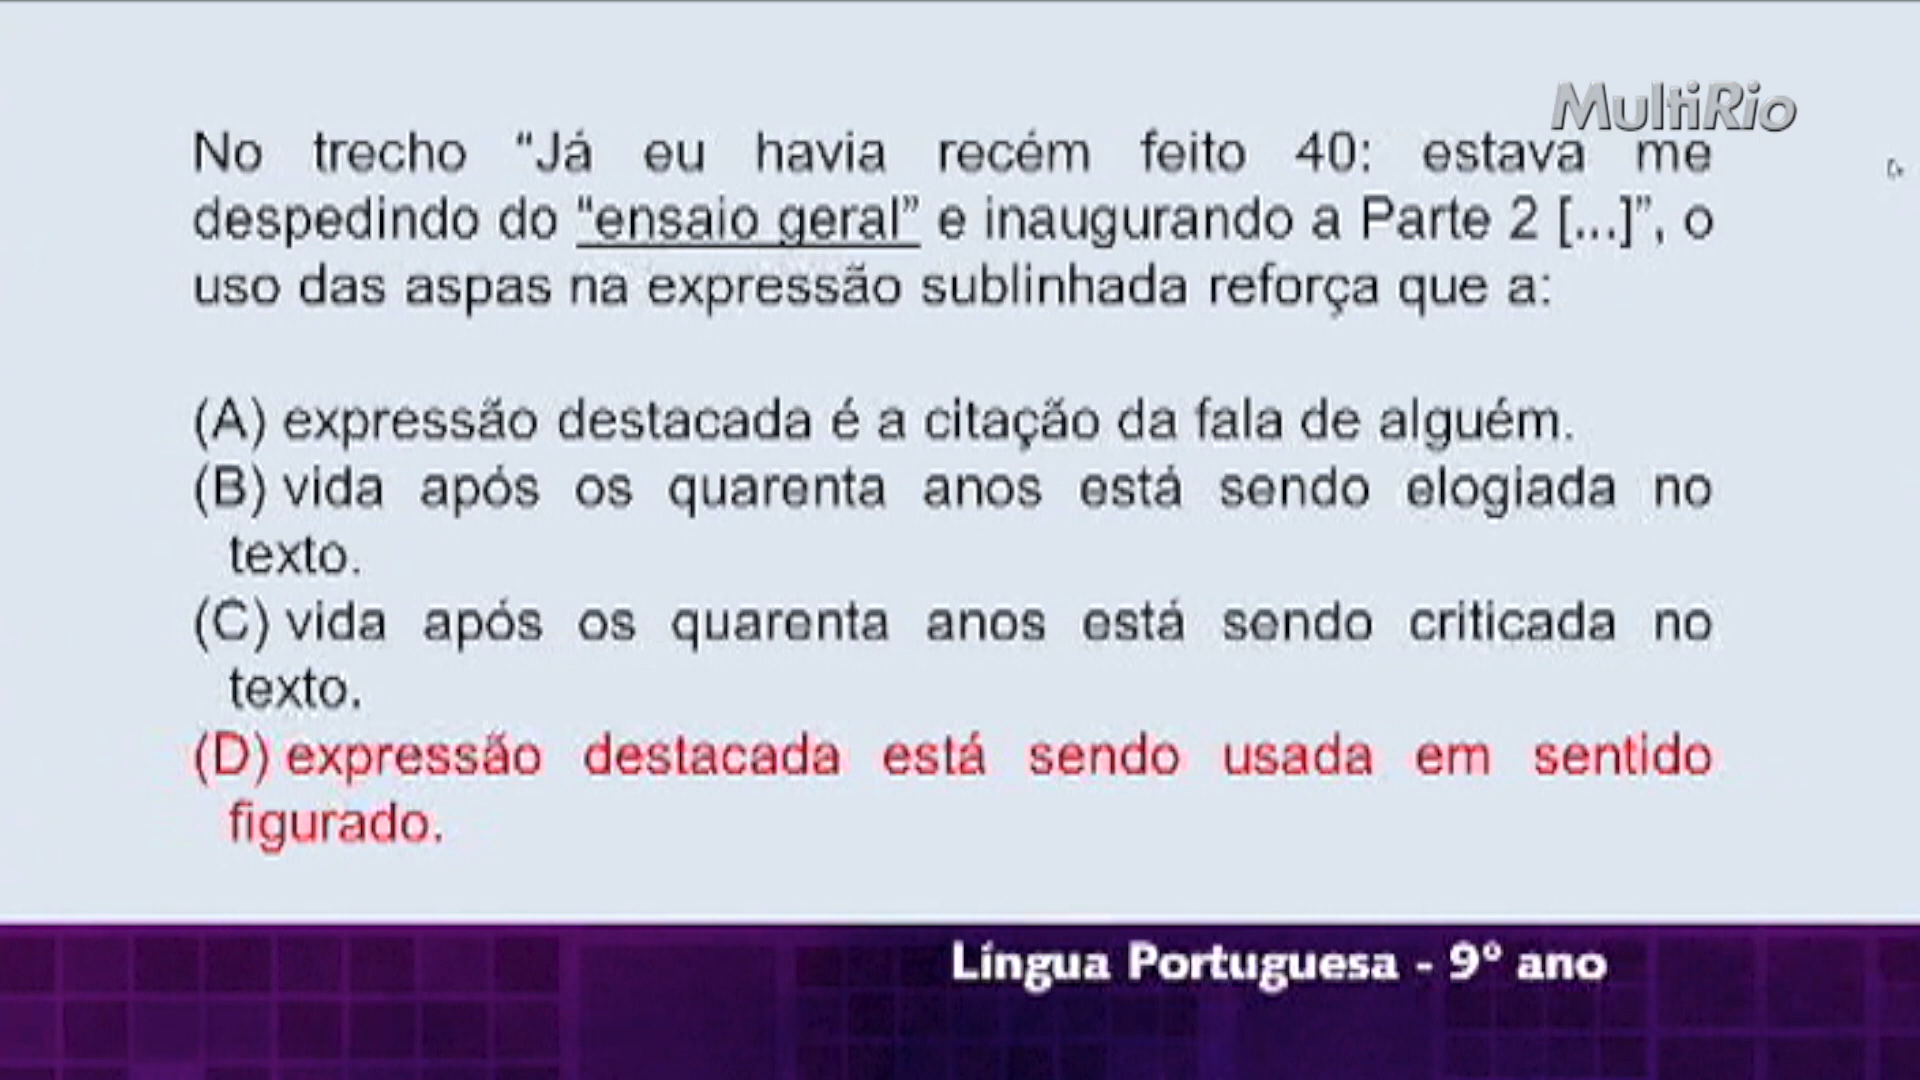 MultiRio
No trecho “Já eu havia recém feito 40: estava me
despedindo do “ensaio geral” e inaugurando a Parte 2 [...]”, o
uso das aspas na expressão sublinhada reforça que a:
(A) expressão destacada é a citação da fala de alguém.
(B) vida após os quarenta anos está sendo elogiada no
texto.
(C) vida após os quarenta anos está sendo criticada no
texto.
(D) expressão destacada está sendo usada em sentido
figurado.
Língua Portuguesa - 9º ano